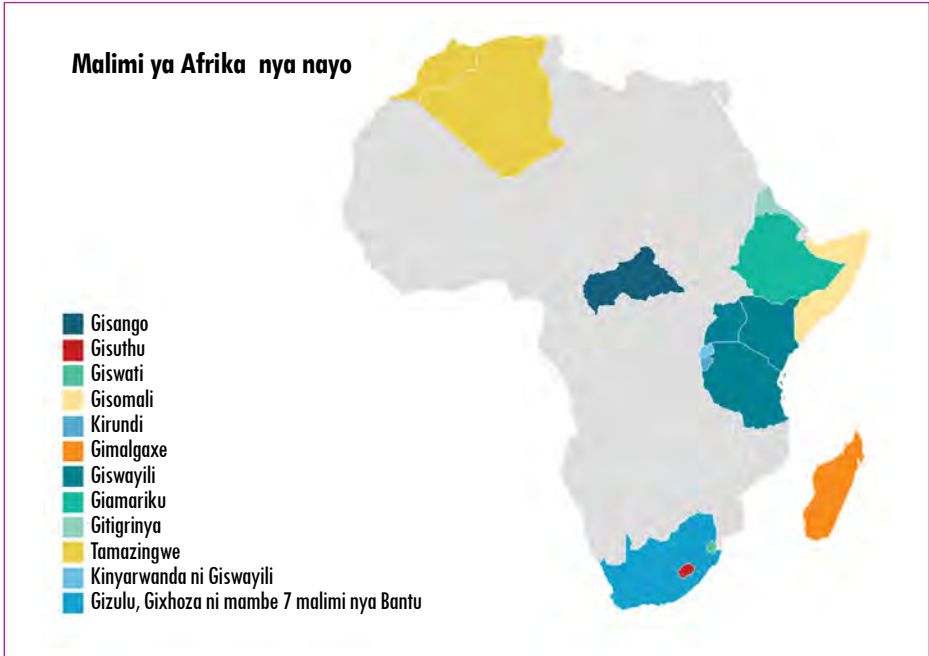 Malimi ya Afrika nya nayo
Gisango
Gisuthu
Giswati
Gisomali
Kirundi
Gimalgaxe
Giswayili
Giamariku
Gitigrinya
Tamazingwe
Kinyarwanda ni Giswayili
Gizulu, Gixhoza ni mambe 7 malimi nya Bantu